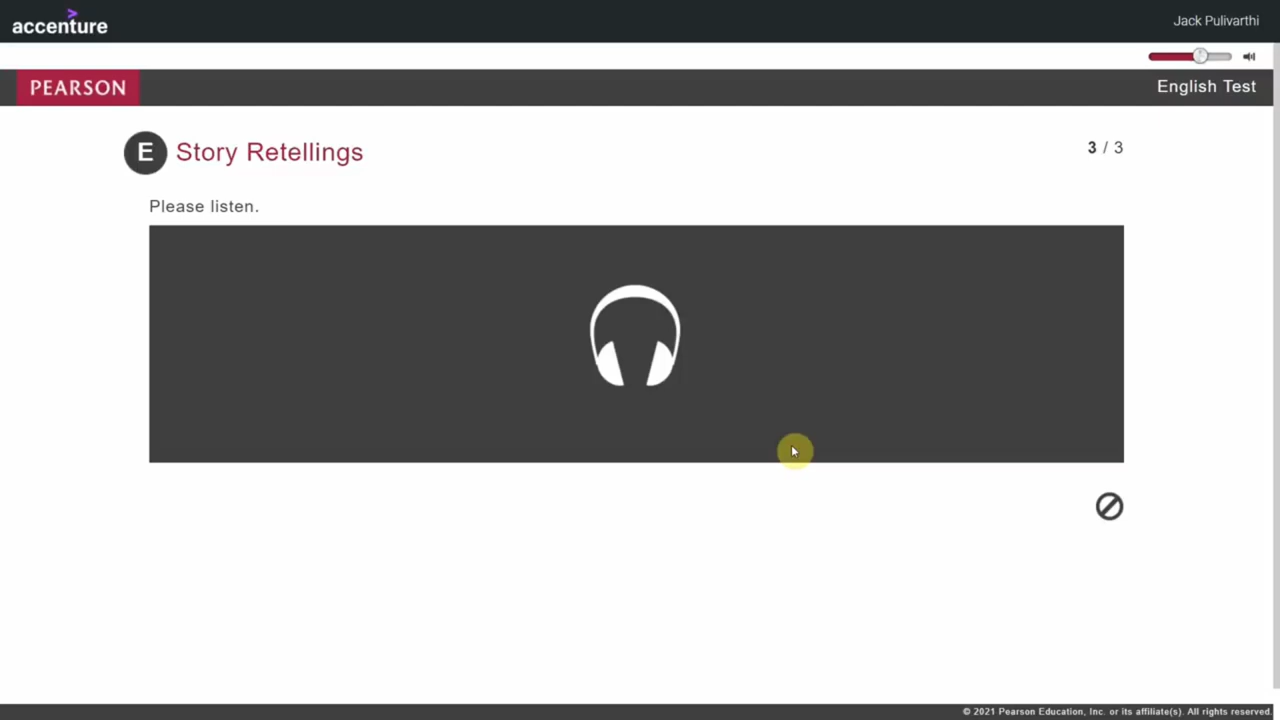 accenture
Jack Pulivarthi
PEARSON
English Test
E Story Retellings
3 / 3
Please listen.
© 2021 Pearson Education, Inc. or its affiliate(s). All rights reserved.